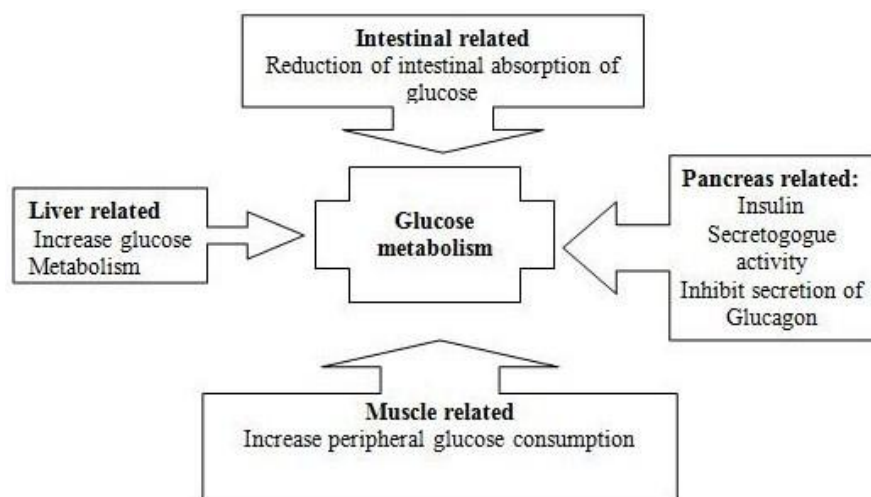 Intestinal related
Reduction of intestinal absorption of
glucose
Liver related
Increase glucose
Metabolism
Glucose
metabolism
Pancreas related:
Insulin
Secretogogue
activity
Inhibit secretion of
Glucagon
Muscle related
Increase peripheral glucose consumption